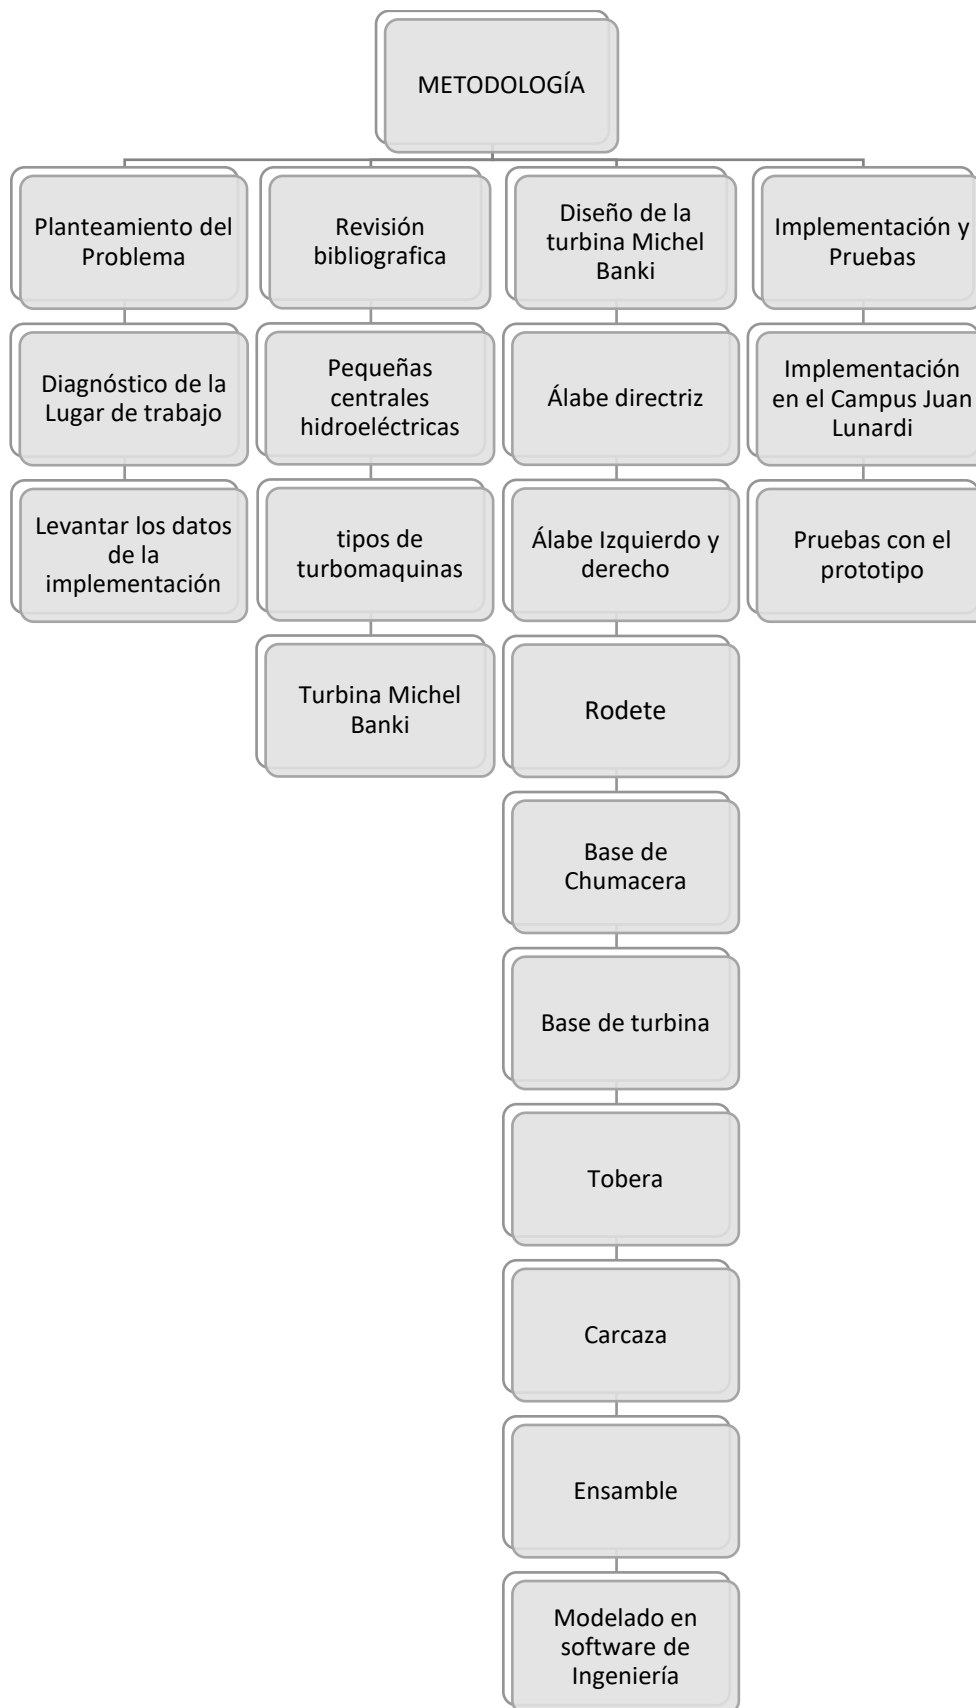 METODOLOGÍA
Planteamiento del
Problema
Diagnóstico de la
Lugar de trabajo
Levantar los datos
de la
implementación
Revisión
bibliografica
Pequeñas
centrales
hidroeléctricas
tipos de
turbomaquinas
Turbina Michel
Banki
Diseño de la
turbina Michel
Banki
Álabe directriz
Álabe Izquierdo y
derecho
Rodete
Base de
Chumacera
Base de turbina
Tobera
Carcaza
Ensamble
Modelado en
software de
Ingeniería
Implementación y
Pruebas
Implementación
en el Campus Juan
Lunardi
Pruebas con el
prototipo